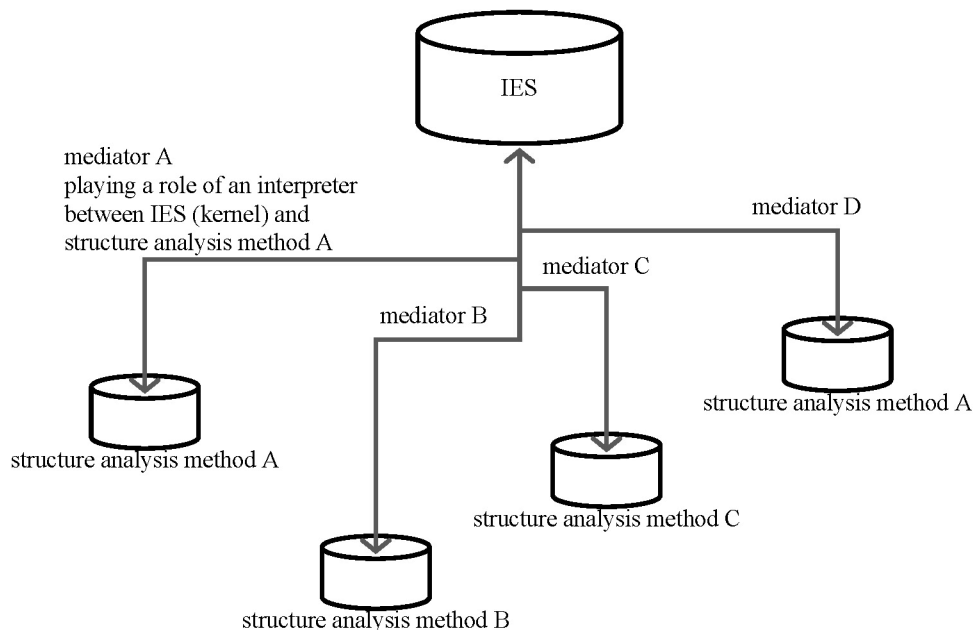 IES
mediator A
playing a role of an interpreter
between IES (kernel) and
structure analysis method A
mediator D
mediator C
mediator B
structure analysis method A
structure analysis method A
structure analysis method C
structure analysis method B